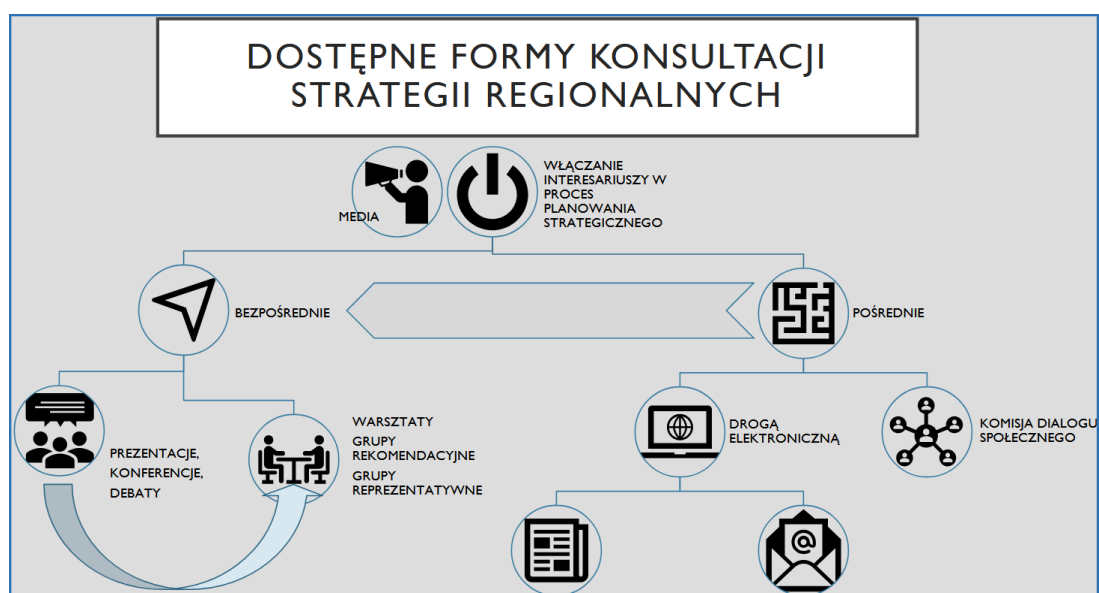 DOSTĘPNE FORMY KONSULTACJI
STRATEGII REGIONALNYCH
MEDIA
WŁĄCZANIE
INTERESARIUSZY W
PROCES
PLANOWANIA
STRATEGICZNEGO
BEZPOŚREDNIE
POŚREDNIE
PREZENTACJE,
KONFERENCJE,
DEBATY
WARSZTATY
GRUPY
REKOMENDACYJNE
GRUPY
REPREZENTATYWNE
DROGĄ
ELEKTRONICZNĄ
KOMISJA DIALOGU
SPOŁECZNEGO
@